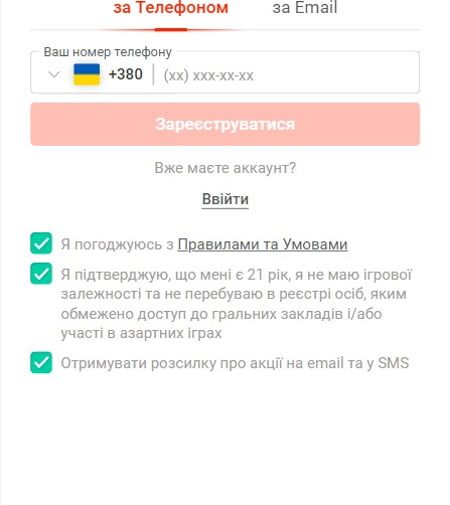 за Телефоном за Email
Ваш номер телефону
+380 (xx) xxx-xx-xx
Зареєструватися
Вже маєте аккаунт?
Ввійти
Я погоджуюсь з Правилами та Умовами
Я підтверджую, що мені є 21 рік, я не маю ігрової
залежності та не перебуваю в реєстрі осіб, яким
обмежено доступ до гральних закладів і/або
участі в азартних іграх
Отримувати розсилку про акції на email та у SMS